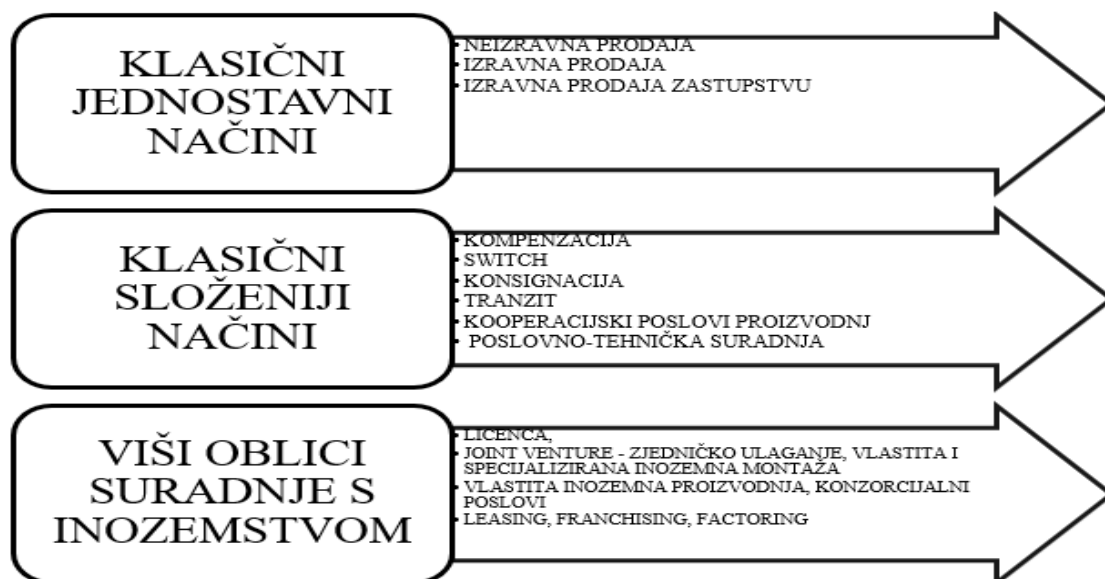 KLASIČNI
JEDNOSTAVNI
NAČINI
• NEIZRAVNA PRODAJA
• IZRAVNA PRODAJA
• IZRAVNA PRODAJA ZASTUPSTVU
KLASIČNI
SLOŽENIJI
NAČINI
• KOMPENZACIJA
• SWITCH
• KONSIGNACIJA
• TRANZIT
• KOOPERACIJSKI POSLOVI PROIZVODNJ
• POSLOVNO-TEHNIČKA SURADNJA
VIŠI OBLICI
SURADNJE S
INOZEMSTVOM
• LICENCA,
• JOINT VENTURE - ZJEDNIČKO ULAGANJE, VLASTITA I
SPECIJALIZIRANA INOZEMNA MONTAŽA
• VLASTITA INOZEMNA PROIZVODNJA, KONZORCIJALNI
POSLOVI
• LEASING, FRANCHISING, FACTORING